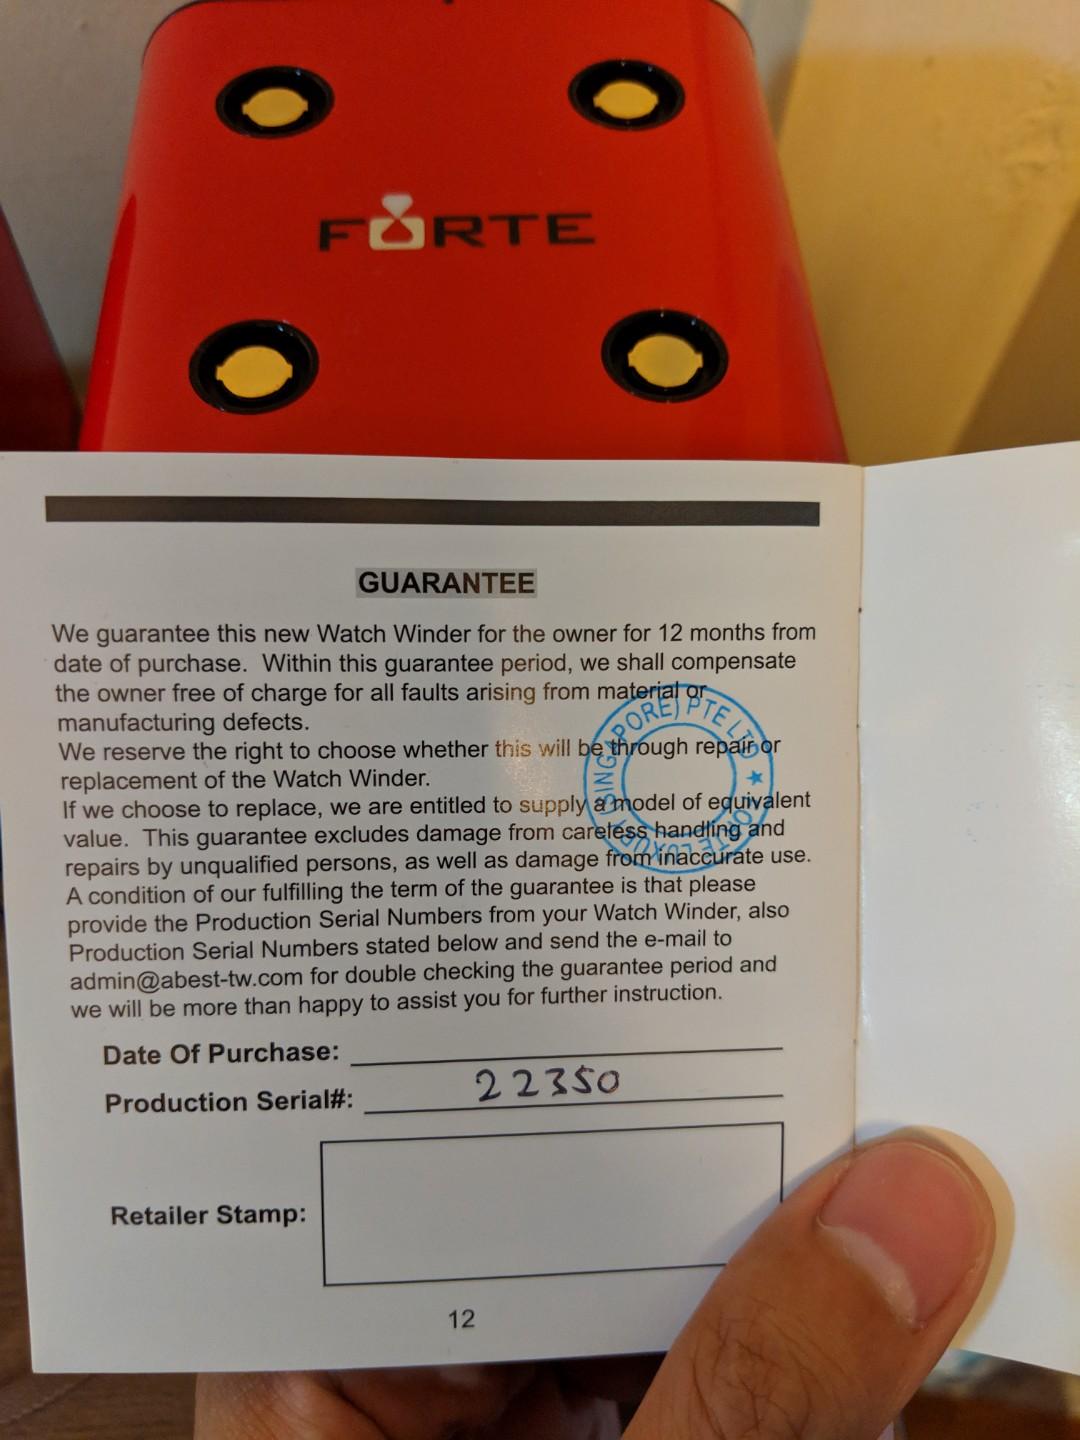 FORTE
GUARANTEE
We guarantee this new Watch Winder for the owner for 12 months from
date of purchase. Within this guarantee period, we shall compensate
the owner free of charge for all faults arising from material or
manufacturing defects.
We reserve the right to choose whether this will be through repair or
replacement of the Watch Winder.
If we choose to replace, we are entitled to supply a model of equivalent
value. This guarantee excludes damage from careless handling and
repairs by unqualified persons, as well as damage from inaccurate use.
A condition of our fulfilling the term of the guarantee is that please
provide the Production Serial Numbers from your Watch Winder, also
Production Serial Numbers stated below and send the e-mail to
admin@abest-tw.com for double checking the guarantee period and
we will be more than happy to assist you for further instruction.
FORTE LUXURY (SINGAPORE) PTE LTD ★
Date Of Purchase:
Production Serial#: 22350
Retailer Stamp:
12